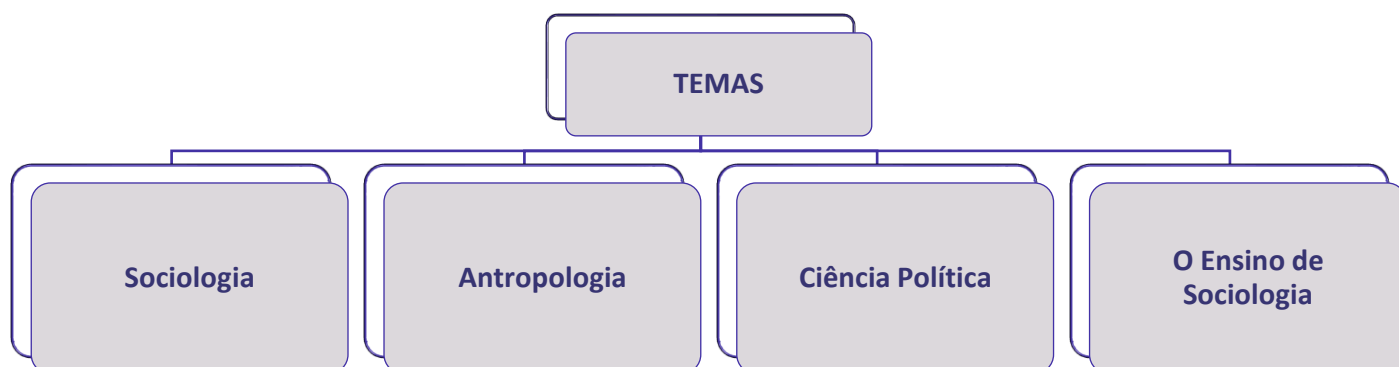 TEMAS
Sociologia
Antropologia
Ciência Política
O Ensino de
Sociologia